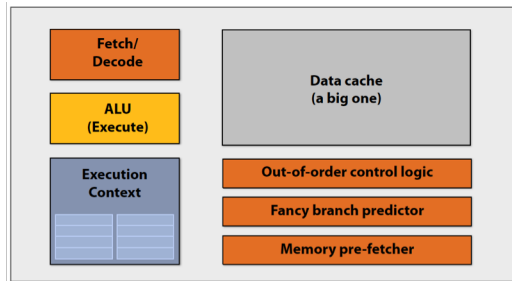 Fetch/
Decode
ALU
(Execute)
Execution
Context
Data cache
(a big one)
Out-of-order control logic
Fancy branch predictor
Memory pre-fetcher